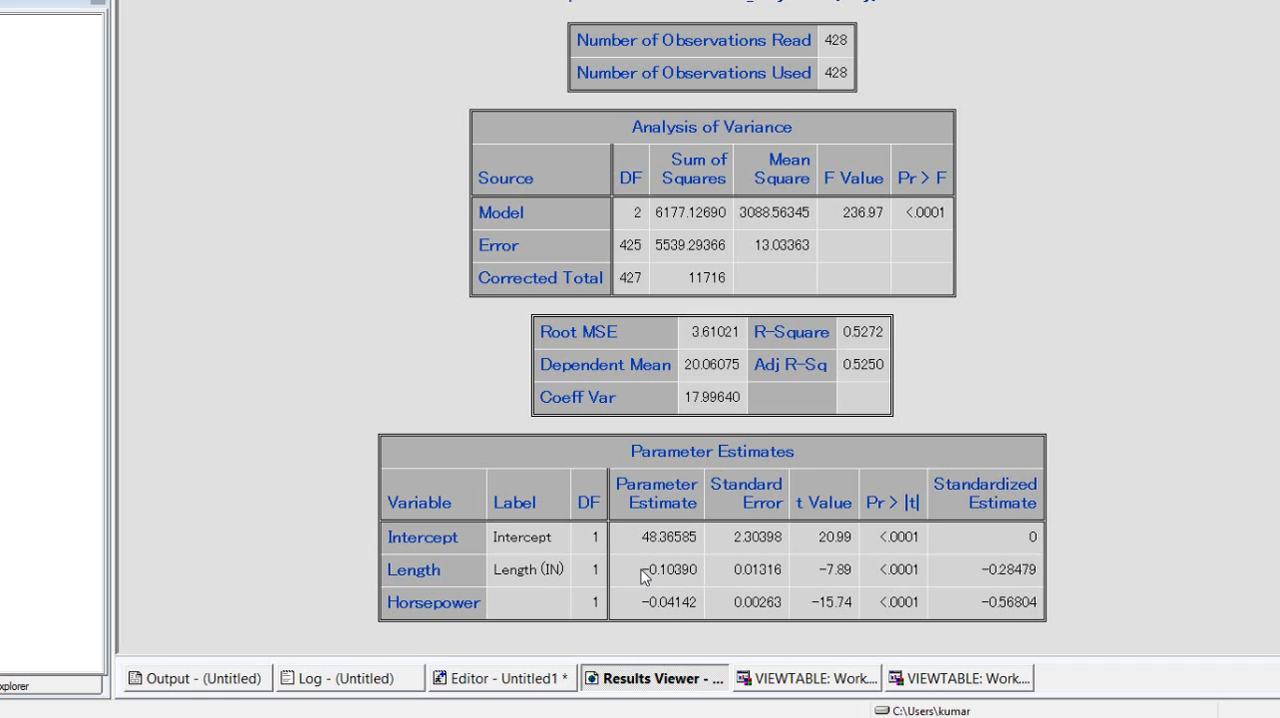 Number of Observations Read 428
Number of Observations Used 428
Analysis of Variance
Source DF Sum of Squares Mean Square F Value Pr > F
Model 2 6177.12690 3088.56345 236.97 <.0001
Error 425 5539.29366 13.03363
Corrected Total 427 11716
Root MSE 3.61021 R-Square 0.5272
Dependent Mean 20.06075 Adj R-Sq 0.5250
Coeff Var 17.99640
Parameter Estimates
Variable Label DF Parameter Estimate Standard Error t Value Pr > |t| Standardized Estimate
Intercept Intercept 1 48.36585 2.30398 20.99 <.0001 0
Length Length (IN) 1 -0.10390 0.01316 -7.89 <.0001 -0.28479
Horsepower 1 -0.04142 0.00263 -15.74 <.0001 -0.56804
Output - (Untitled) Log - (Untitled) Editor - Untitled1 * Results Viewer - ... VIEWTABLE: Work.... VIEWTABLE: Work....
xplorer
C:\Users\kumar